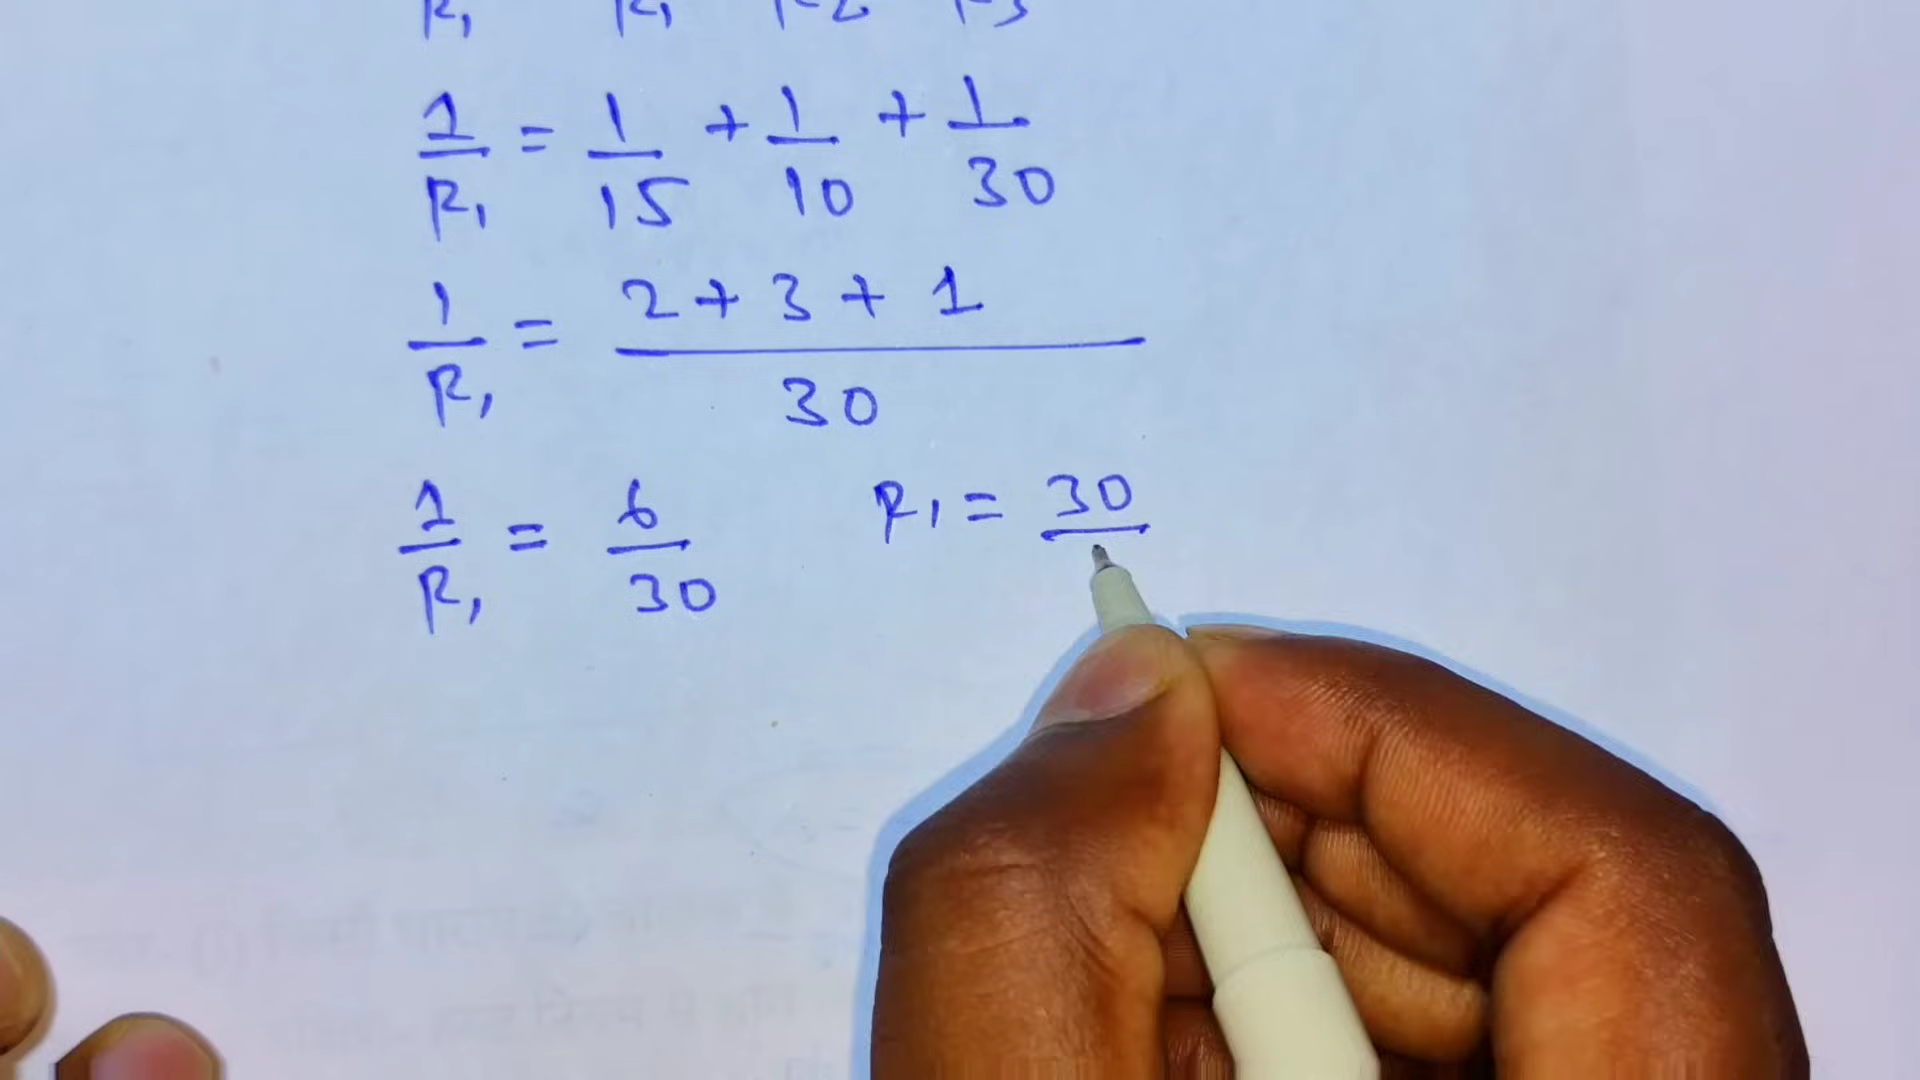 1/R1 = 1/15 + 1/10 + 1/30
1/R1 = 2 + 3 + 1 / 30
1/R1 = 6/30    R1 = 30/